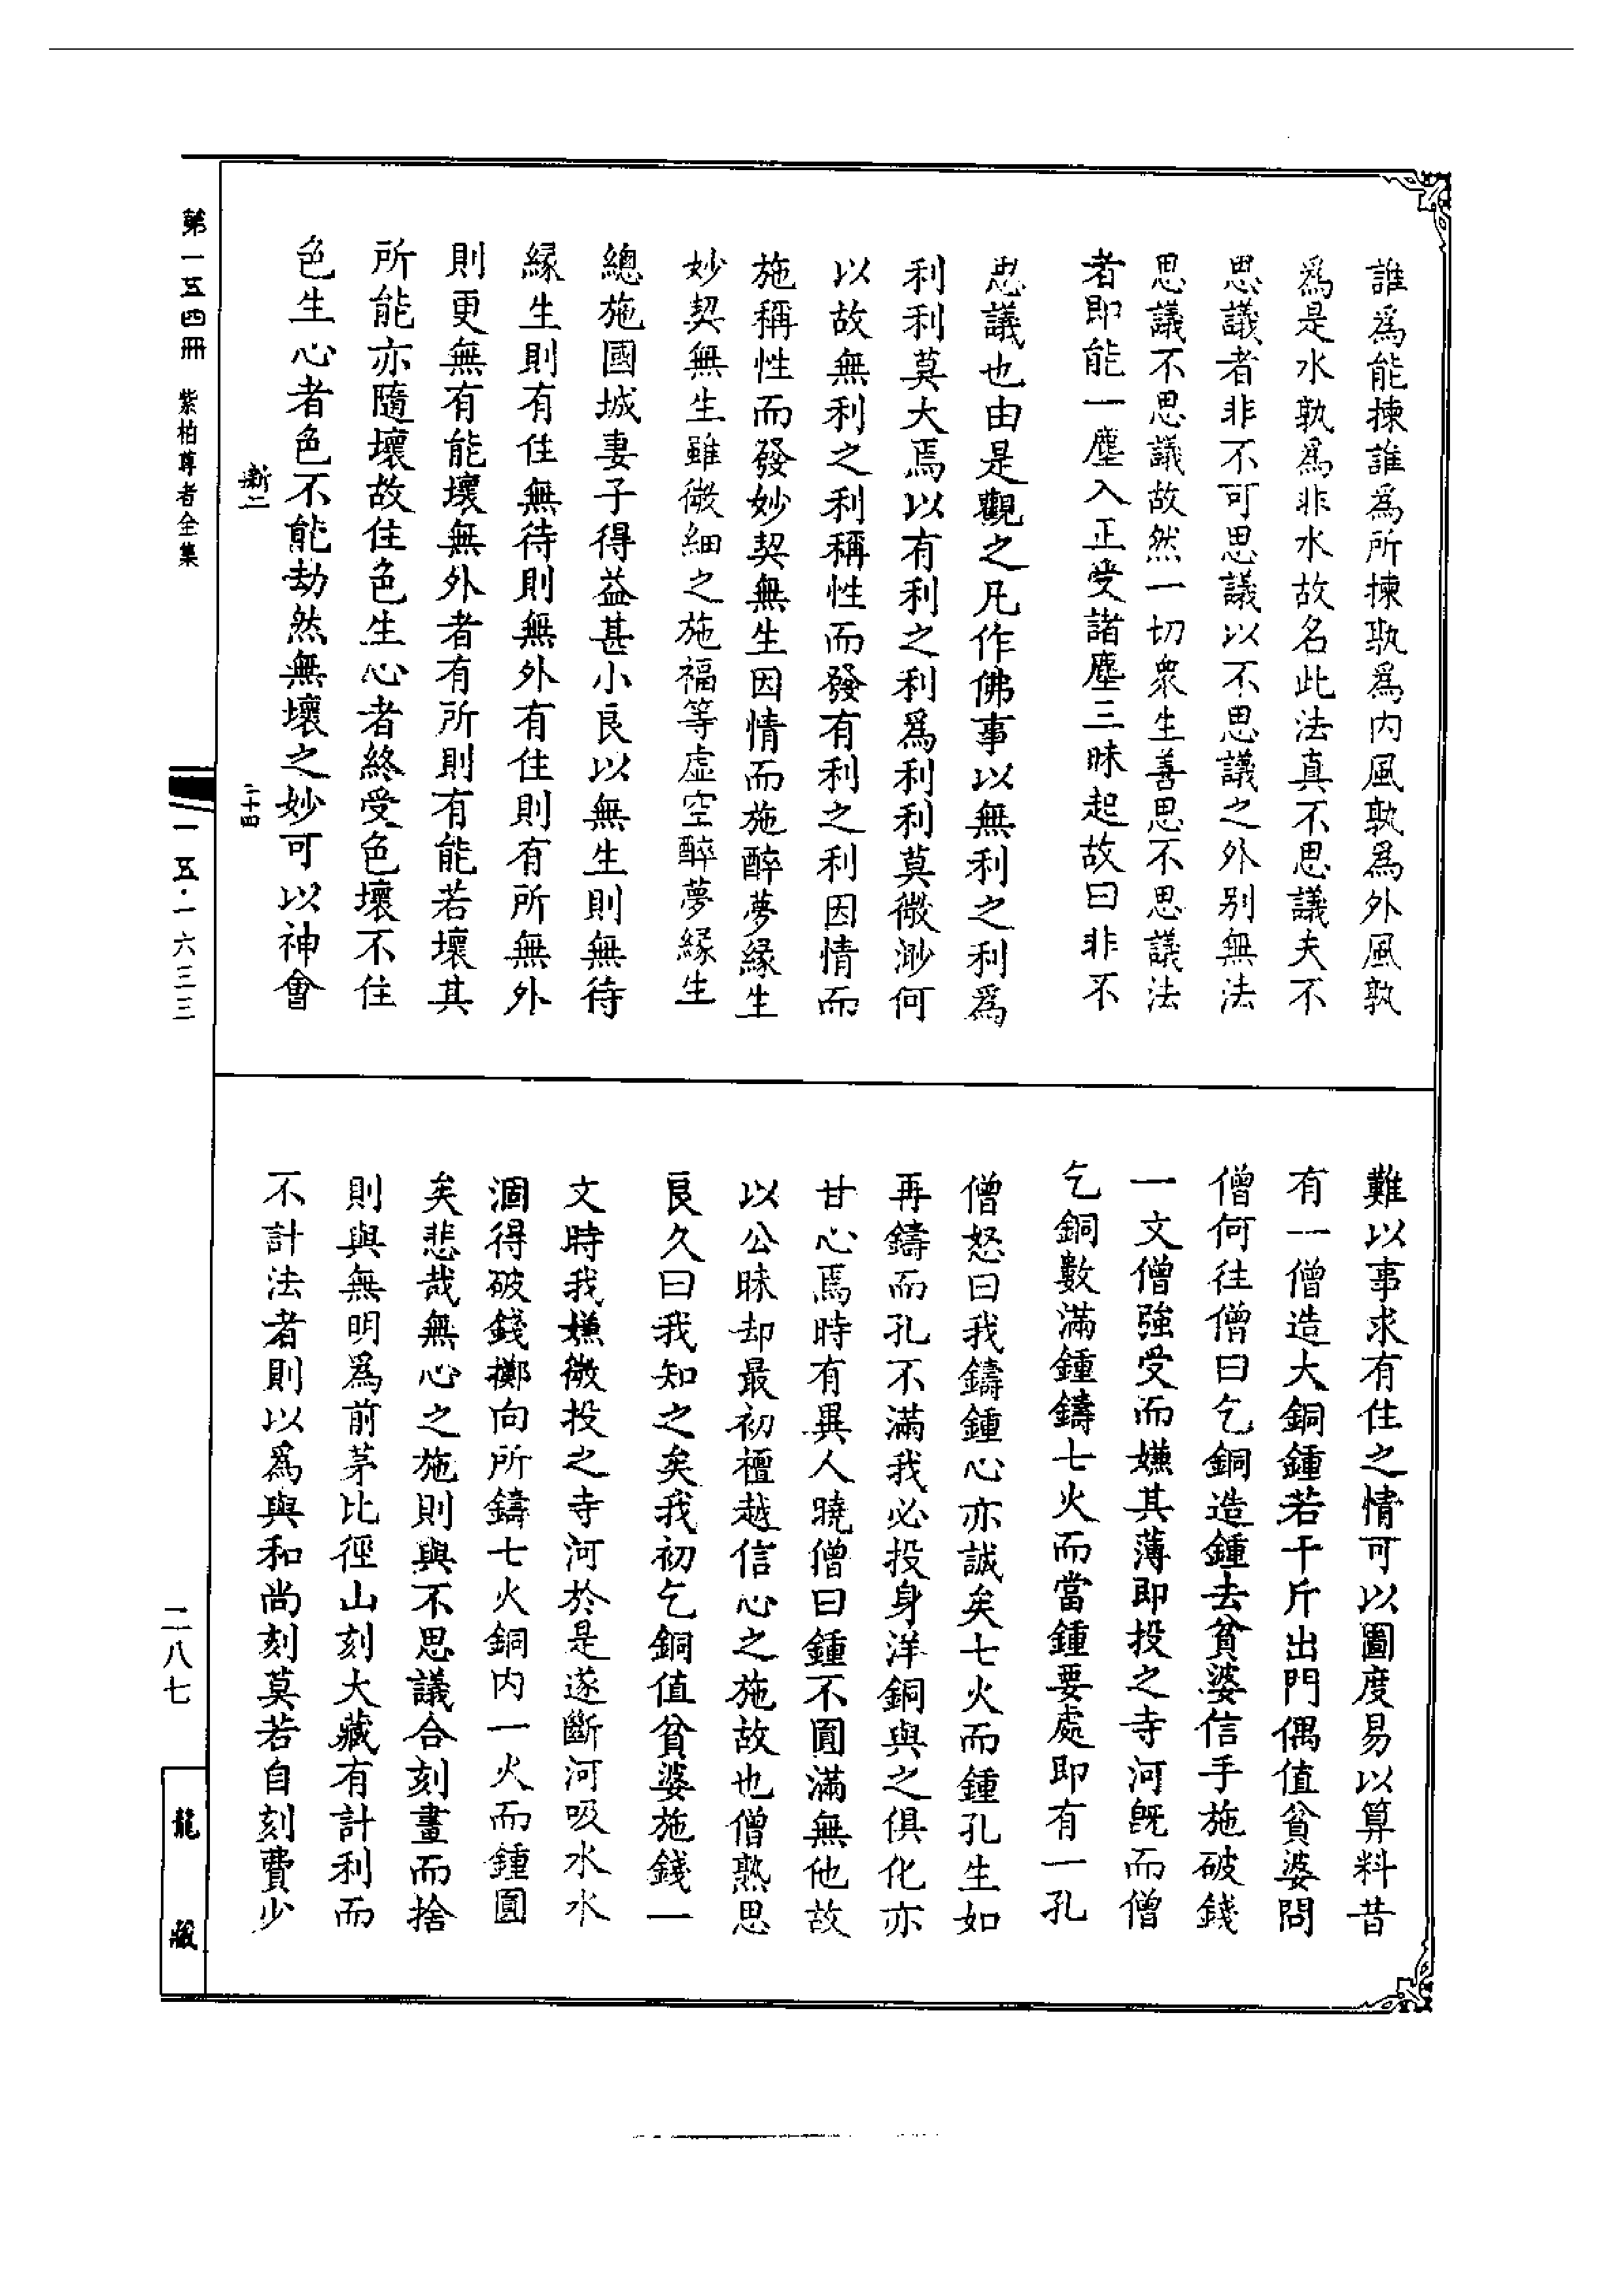 誰為能揀誰為所揀孰為内風孰為外風孰
為是水孰為非水故名此法真不思議夫不
思議者非不可思議以不思議之外别無法
思議不思議故然一切衆生善思不思議法
者即能一塵入正受諸塵三昧起故曰非不
思議也由是觀之凡作佛事以無利之利為
利利莫大焉以有利之利為利利莫微渺何
以故無利之利稱性而發有利之利因情而
施稱性而發妙契無生因情而施醉夢緣生
妙契無生雖微細之施福等虛空醉夢緣生
總施國城妻子得益甚小良以無生則無待
緣生則有住無待則無外有住則有所無外
則更無有能壞無外者有所則有能若壞其
所能亦隨壞故住色生心者終受色壞不住
色生心者色不能劫然無壞之妙可以神會
二十四
難以事求有住之情可以圖度易以算料昔
有一僧造大銅鍾若干斤出門偶值貧婆問
僧何往僧曰乞銅造鍾去貧婆信手施破錢
一文僧強受而嫌其薄即投之寺河旣而僧
乞銅數滿鍾鑄七火而當鍾要處即有一孔
僧怒曰我鑄鍾心亦誠矣七火而鍾孔生如
再鑄而孔不滿我必投身洋銅與之俱化亦
甘心焉時有異人曉僧曰鍾不圓滿無他故
以公昧却最初檀越信心之施故也僧熟思
良久曰我知之矣我初乞銅值貧婆施錢一
文時我嫌微投之寺河於是遂斷河吸水水
涸得破錢擲向所鑄七火銅内一火而鍾圓
矣悲哉無心之施則與不思議合刻畫而捨
則與無明爲前茅比徑山刻大藏有計利而
不計法者則以為與和尚刻莫若自刻費少
第一五四冊 紫柏尊者全集
一五·一六三三
二八七
龍藏